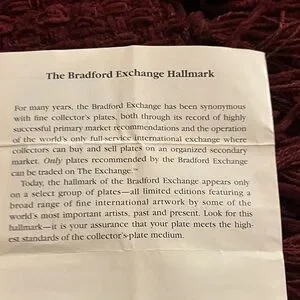 The Bradford Exchange Hallmark
For many years, the Bradford Exchange has been synonymous
with fine collector's plates, both through its record of highly
successful primary market recommendations and the operation
of the world's only full-service international exchange where
collectors can buy and sell plates on an organized secondary
market. Only plates recommended by the Bradford Exchange
can be traded on The Exchange.™
Today, the hallmark of the Bradford Exchange appears only
on a select group of plates—all limited editions featuring a
broad range of fine international artwork by some of the
world's most important artists, past and present. Look for this
hallmark—it is your assurance that your plate meets the high-
est standards of the collector's-plate medium.